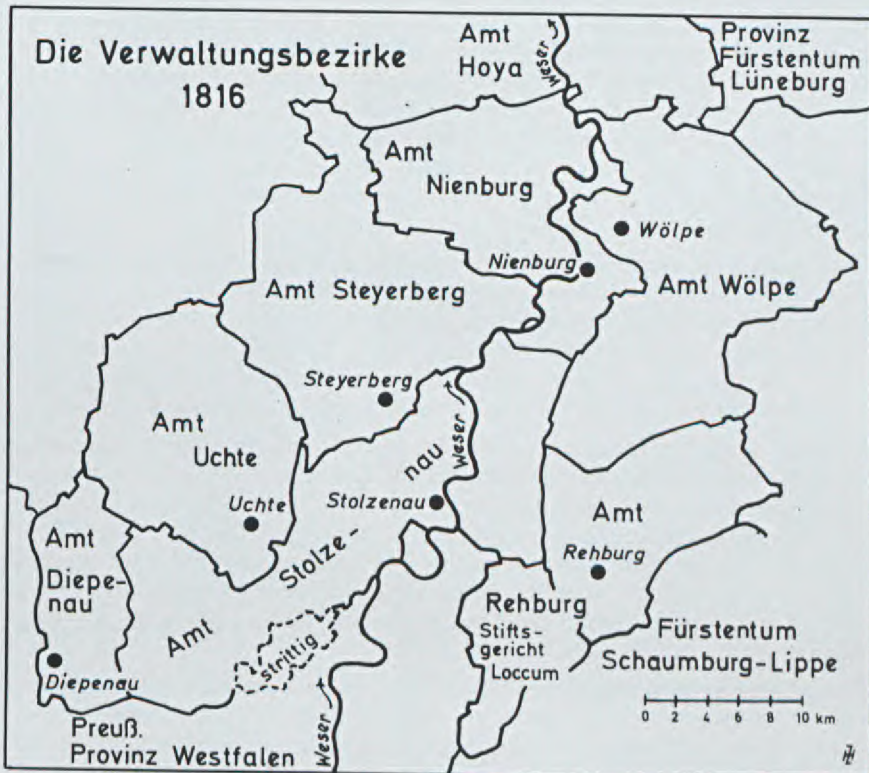 Die Verwaltungsbezirke
1816
Amt
Hoya
Weser
Provinz
Fürstentum
Lüneburg
Amt
Nienburg
Wölpe
Nienburg
Amt Wölpe
Amt Steyerberg
Steyerberg
Weser
Amt
Uchte
Uchte
Stolzenau
Amt Stolze-
nau
Amt
Rehburg
Rehburg
Stiftsgericht
Loccum
Amt
Diepe-
nau
Diepenau
strittig
Weser
Fürstentum
Schaumburg-Lippe
0 2 4 6 8 10 km
Preuß.
Provinz Westfalen